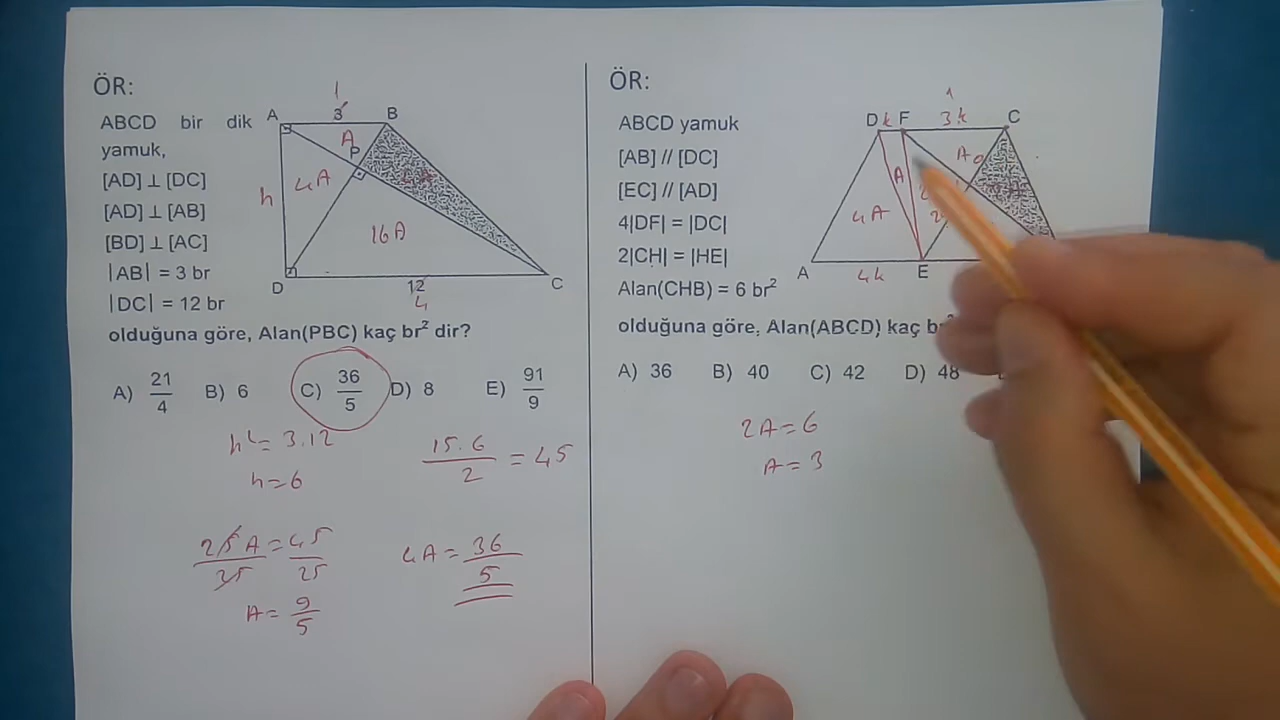 ÖR:
ABCD bir dik
yamuk,
[AD] ⊥ [DC]
[AD] ⊥ [AB]
[BD] ⊥ [AC]
|AB| = 3 br
|DC| = 12 br
1
A 3 B
A
P
4A
h
16A
D 12 C
4
olduğuna göre, Alan(PBC) kaç br² dir?
A) 21/4 B) 6 C) 36/5 D) 8 E) 91/9
h² = 3.12
h = 6
15.6/2 = 45
A = 9/5
4A = 36/5
ÖR:
ABCD yamuk
[AB] // [DC]
[EC] // [AD]
4|DF| = |DC|
2|CH| = |HE|
Alan(CHB) = 6 br²
1
D k F 3k C
A a
A
4A
A 4k E
olduğuna göre, Alan(ABCD) kaç br²
A) 36 B) 40 C) 42 D) 48
2A = 6
A = 3